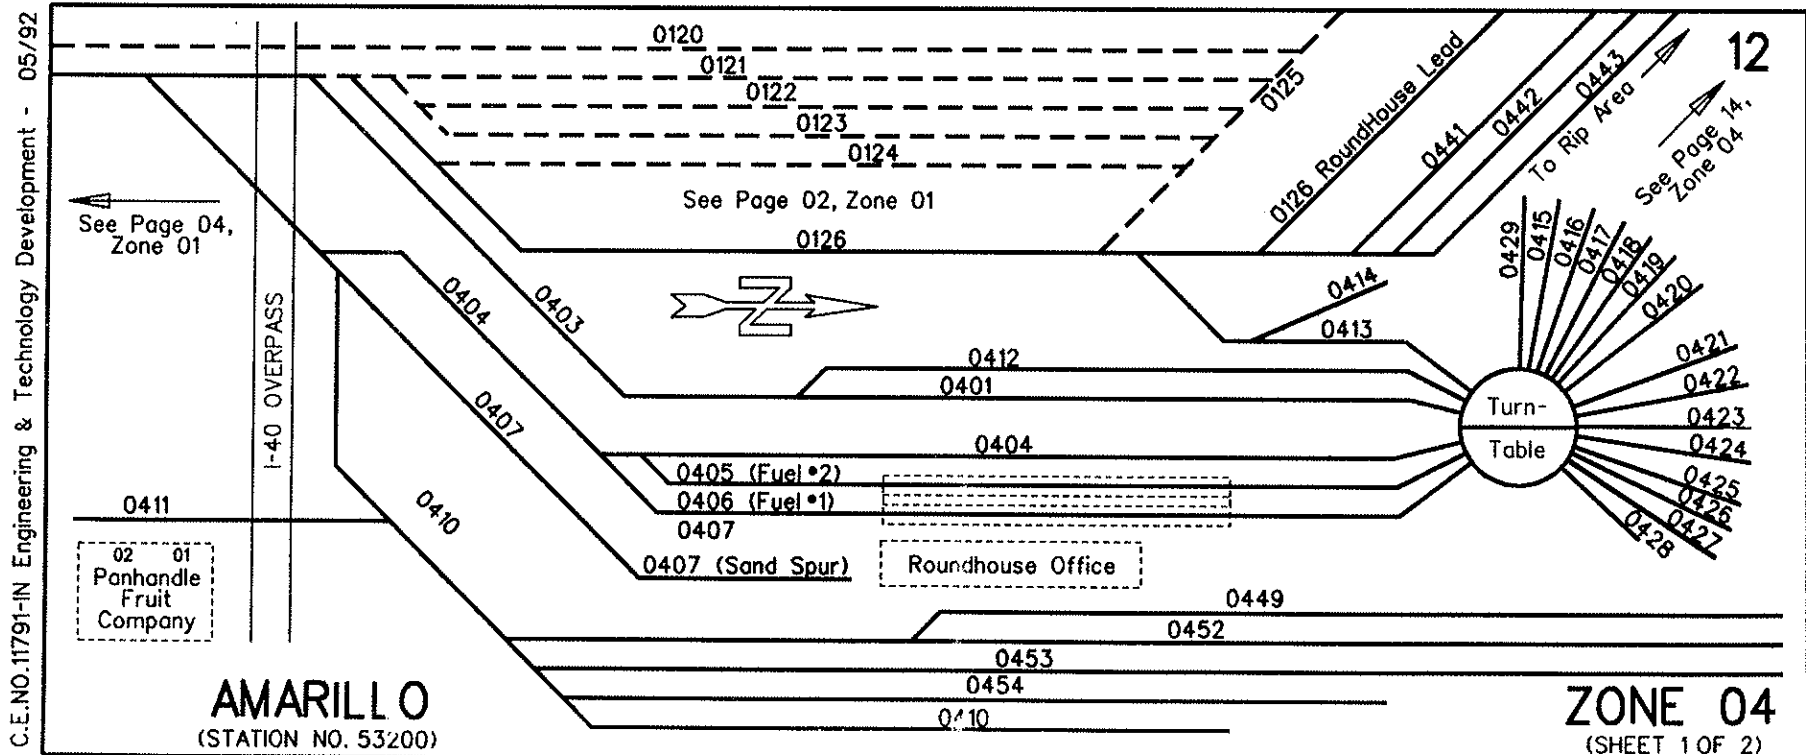 C.E.NO.11791-IN Engineering & Technology Development - 05/92
12
0120
0121
0122
0123
0124
0125
0126 RoundHouse Lead
0441
0442
0443
To Rip Area
See Page 14,
Zone 04
See Page 02, Zone 01
See Page 04,
Zone 01
0126
I-40 OVERPASS
0404
0403
N
0414
0413
0412
0401
0407
0404
0405 (Fuel #2)
0406 (Fuel #1)
0407
0407 (Sand Spur)
Roundhouse Office
0429
0415
0416
0417
0418
0419
0420
0421
0422
0423
0424
0425
0426
0427
0428
Turn-
Table
0411
0410
02 01
Panhandle
Fruit
Company
0449
0452
0453
0454
0410
AMARILLO
(STATION NO. 53200)
ZONE 04
(SHEET 1 OF 2)